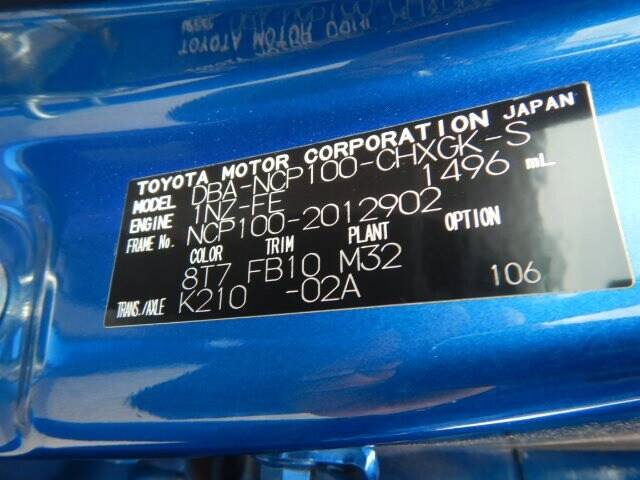 TOYOTA MOTOR CORPORATION JAPAN
MODEL DBA-NCP100-CHXGK-S
ENGINE 1NZ-FE 1496 mL
FRAME No. NCP100-2012902
COLOR TRIM PLANT
8T7 FB10 M32
TRANS./AXLE K210 -02A 106